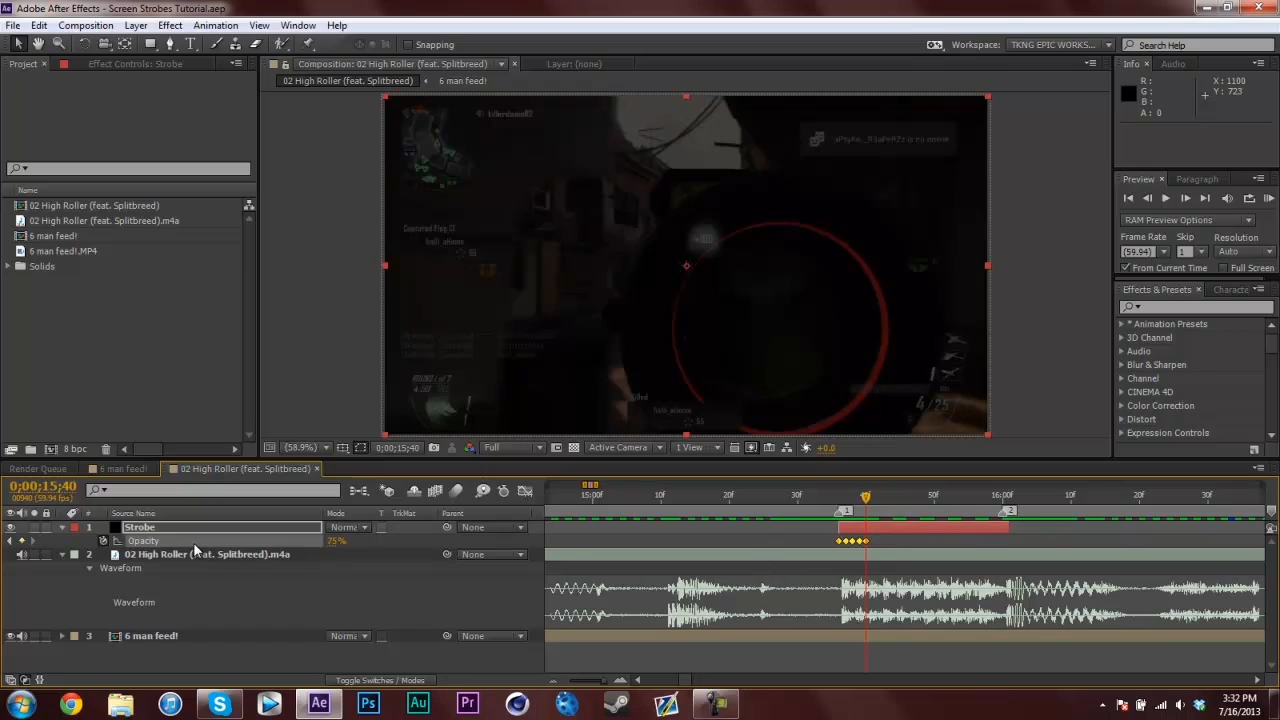 Adobe After Effects - Screen Strobes Tutorial.aep
File Edit Composition Layer Effect Animation View Window Help
Snapping
Workspace: TKNG EPIC WORKS...
Search Help
Project
Effect Controls: Strobe
Composition: 02 High Roller (feat. Splitbreed)
Layer: (none)
Info
Audio
02 High Roller (feat. Splitbreed)
6 man feed!
R:
G:
B:
A: 0
X: 1100
Y: 723
Name
02 High Roller (feat. Splitbreed)
02 High Roller (feat. Splitbreed).m4a
6 man feed!
6 man feed!.MP4
Solids
Preview
Paragraph
RAM Preview Options
Frame Rate Skip Resolution
(59.94) 1 Auto
From Current Time Full Screen
Effects & Presets
Characte
* Animation Presets
3D Channel
Audio
Blur & Sharpen
Channel
CINEMA 4D
Color Correction
Distort
Expression Controls
4/25
8 bpc
(58.9%)
0;00;15;40
Full
Active Camera
1 View
+0.0
Render Queue
6 man feed!
02 High Roller (feat. Splitbreed)
0;00;15;40
00940 (59.94 fps)
# Source Name Mode T TrkMat Parent
15:00f 10f 20f 30f 50f 16:00f 10f 20f 30f
1 2
1 Strobe Norma None
Opacity 75%
2 02 High Roller (feat. Splitbreed).m4a None
Waveform
Waveform
3 6 man feed! Norma None
Toggle Switches / Modes
Ae Ps Au Pr
3:32 PM
7/16/2013